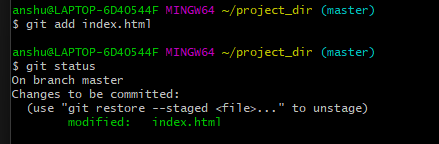 anshu@LAPTOP-6D40544F MINGW64 ~/project_dir (master)
$ git add index.html
anshu@LAPTOP-6D40544F MINGW64 ~/project_dir (master)
$ git status
On branch master
Changes to be committed:
  (use "git restore --staged <file>..." to unstage)
        modified:   index.html